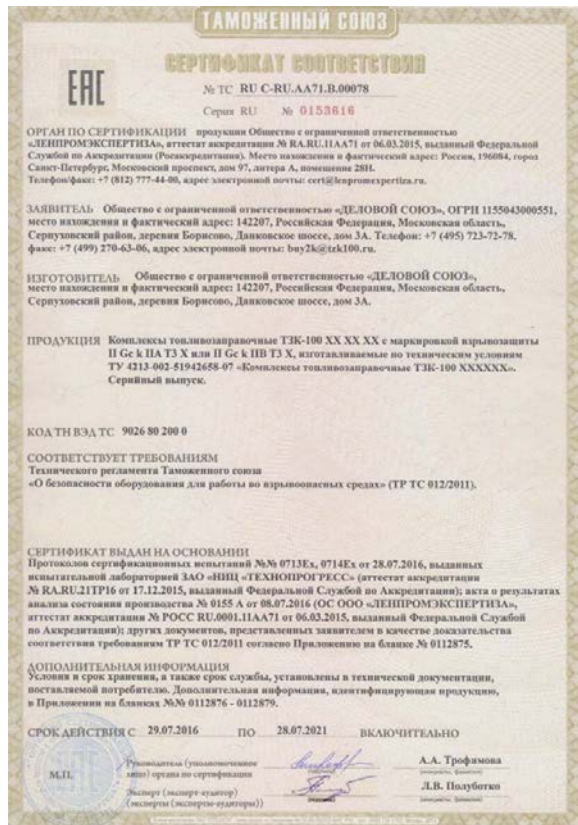 ТАМОЖЕННЫЙ СОЮЗ
СЕРТИФИКАТ СООТВЕТСТВИЯ
ЕАС
№ ТС RU C-RU.АА71.В.00078
Серия RU № 0153616
ОРГАН ПО СЕРТИФИКАЦИИ продукции Общество с ограниченной ответственностью
«ЛЕНПРОМЭКСПЕРТИЗА», аттестат аккредитации № RA.RU.11АА71 от 06.03.2015, выданный Федеральной
Службой по Аккредитации (Росаккредитация). Место нахождения и фактический адрес: Россия, 196084, город
Санкт-Петербург, Московский проспект, дом 97, литера А, помещение 28Н.
Телефон/факс: +7 (812) 777-44-00, адрес электронной почты: cert@lenpromexpertiza.ru.
ЗАЯВИТЕЛЬ Общество с ограниченной ответственностью «ДЕЛОВОЙ СОЮЗ», ОГРН 1155043000551,
место нахождения и фактический адрес: 142207, Российская Федерация, Московская область,
Серпуховский район, деревня Борисово, Данковское шоссе, дом 3А. Телефон: +7 (495) 723-72-78,
факс: +7 (499) 270-63-06, адрес электронной почты: buy2k@tzk100.ru.
ИЗГОТОВИТЕЛЬ Общество с ограниченной ответственностью «ДЕЛОВОЙ СОЮЗ»,
место нахождения и фактический адрес: 142207, Российская Федерация, Московская область,
Серпуховский район, деревня Борисово, Данковское шоссе, дом 3А.
ПРОДУКЦИЯ Комплексы топливозаправочные ТЗК-100 ХХ ХХ ХХ с маркировкой взрывозащиты
II Gc k IIA T3 X или II Gc k IIB T3 X, изготавливаемые по техническим условиям
ТУ 4213-002-51942658-07 «Комплексы топливозаправочные ТЗК-100 ХХХХХХ».
Серийный выпуск.
КОД ТН ВЭД ТС 9026 80 200 0
СООТВЕТСТВУЕТ ТРЕБОВАНИЯМ
Технического регламента Таможенного союза
«О безопасности оборудования для работы во взрывоопасных средах» (ТР ТС 012/2011).
СЕРТИФИКАТ ВЫДАН НА ОСНОВАНИИ
Протоколов сертификационных испытаний №№ 0713Ех, 0714Ех от 28.07.2016, выданных
испытательной лабораторией ЗАО «НИЦ «ТЕХНОПРОГРЕСС» (аттестат аккредитации
№ RA.RU.21ТР16 от 17.12.2015, выданный Федеральной Службой по Аккредитации); акта о результатах
анализа состояния производства № 0155 А от 08.07.2016 (ОС ООО «ЛЕНПРОМЭКСПЕРТИЗА»,
аттестат аккредитации № РОСС RU.0001.11АА71 от 06.03.2015, выданный Федеральной Службой
по Аккредитации); других документов, представленных заявителем в качестве доказательства
соответствия требованиям ТР ТС 012/2011 согласно Приложению на бланке № 0112875.
ДОПОЛНИТЕЛЬНАЯ ИНФОРМАЦИЯ
Условия и срок хранения, а также срок службы, установлены в технической документации,
поставляемой потребителю. Дополнительная информация, идентифицирующая продукцию,
в Приложении на бланках №№ 0112876 - 0112879.
СРОК ДЕЙСТВИЯ С 29.07.2016 ПО 28.07.2021 ВКЛЮЧИТЕЛЬНО
М.П.
Руководитель (уполномоченное
лицо) органа по сертификации
А.А. Трофимова
(инициалы, фамилия)
Эксперт (эксперт-аудитор)
(эксперты (эксперты-аудиторы))
Л.В. Полуботко
(инициалы, фамилия)